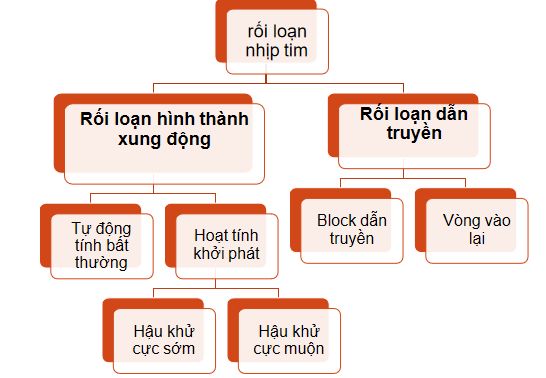 rối loạn
nhịp tim
Rối loạn hình thành
xung động
Rối loạn dẫn
truyền
Tự động
tính bất
thường
Hoạt tính
khởi phát
Block dẫn
truyền
Vòng vào
lại
Hậu khử
cực sớm
Hậu khử
cực muộn